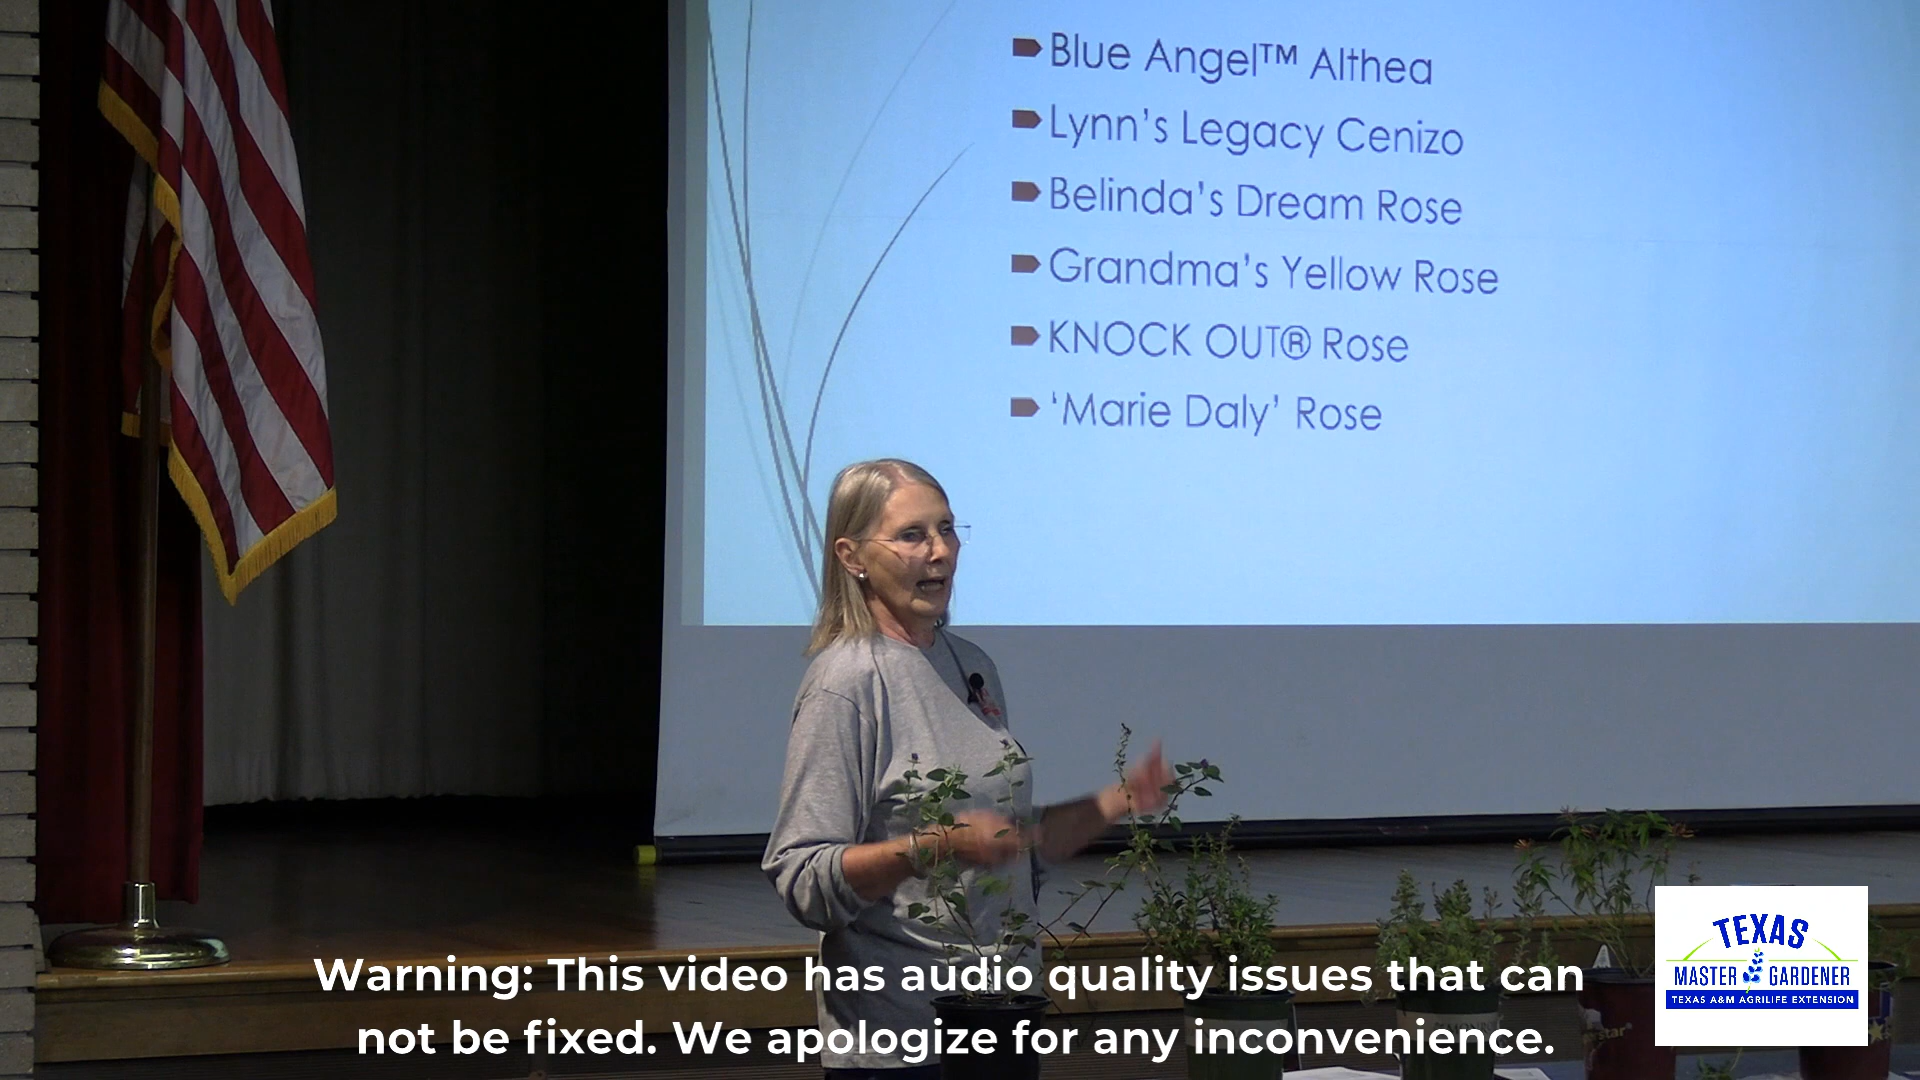 Blue Angel™ Althea
Lynn's Legacy Cenizo
Belinda's Dream Rose
Grandma's Yellow Rose
KNOCK OUT® Rose
'Marie Daly' Rose
Warning: This video has audio quality issues that can
not be fixed. We apologize for any inconvenience.
TEXAS
MASTER GARDENER
TEXAS A&M AGRILIFE EXTENSION